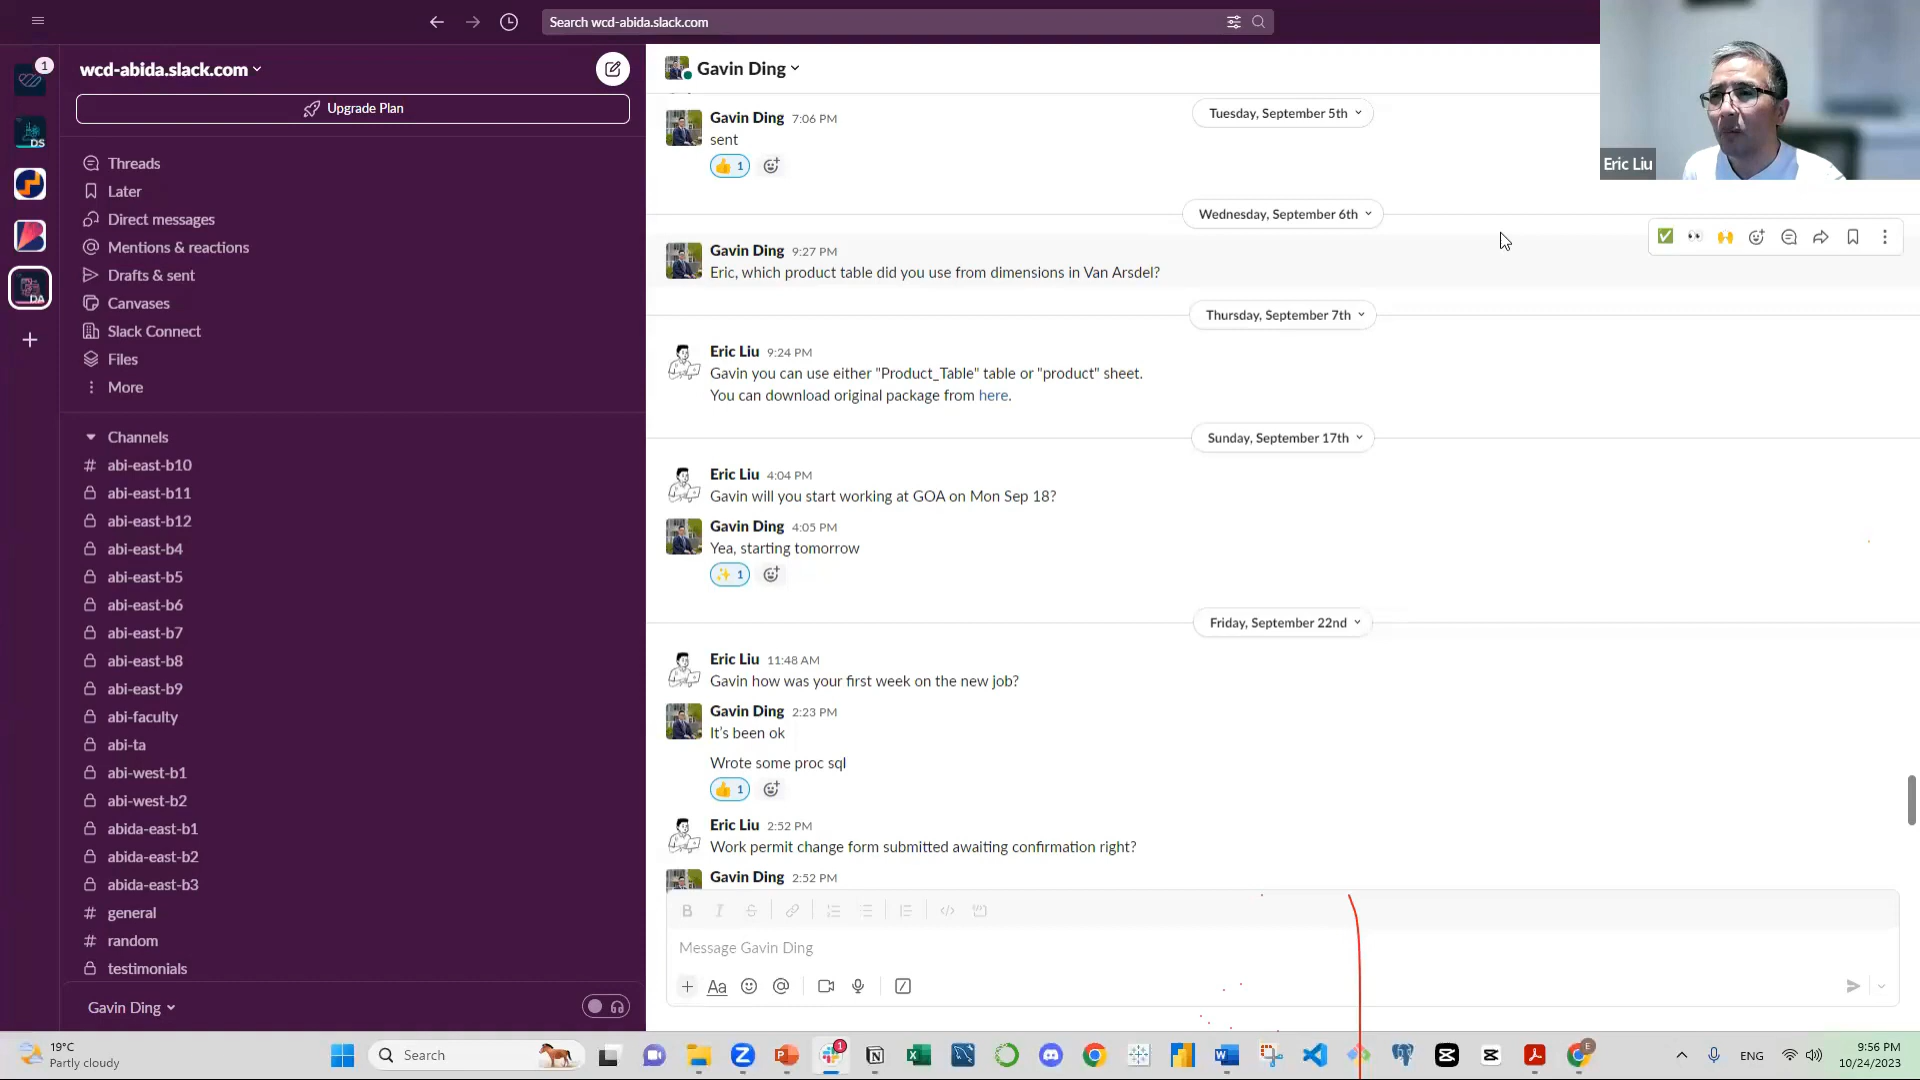 Search wcd-abida.slack.com
1
DS
DA
wcd-abida.slack.com
Upgrade Plan
Threads
Later
Direct messages
Mentions & reactions
Drafts & sent
Canvases
Slack Connect
Files
More
Channels
# abi-east-b10
abi-east-b11
abi-east-b12
abi-east-b4
abi-east-b5
abi-east-b6
abi-east-b7
abi-east-b8
abi-east-b9
abi-faculty
abi-ta
abi-west-b1
abi-west-b2
abida-east-b1
abida-east-b2
abida-east-b3
# general
# random
testimonials
Gavin Ding
Gavin Ding
Tuesday, September 5th
Gavin Ding 7:06 PM
sent
1
Wednesday, September 6th
Gavin Ding 9:27 PM
Eric, which product table did you use from dimensions in Van Arsdel?
Thursday, September 7th
Eric Liu 9:24 PM
Gavin you can use either "Product_Table" table or "product" sheet.
You can download original package from here.
Sunday, September 17th
Eric Liu 4:04 PM
Gavin will you start working at GOA on Mon Sep 18?
Gavin Ding 4:05 PM
Yea, starting tomorrow
1
Friday, September 22nd
Eric Liu 11:48 AM
Gavin how was your first week on the new job?
Gavin Ding 2:23 PM
It's been ok
Wrote some proc sql
1
Eric Liu 2:52 PM
Work permit change form submitted awaiting confirmation right?
Gavin Ding 2:52 PM
B I S
Message Gavin Ding
Aa
Eric Liu
19°C
Partly cloudy
Search
1
ENG
9:56 PM
10/24/2023